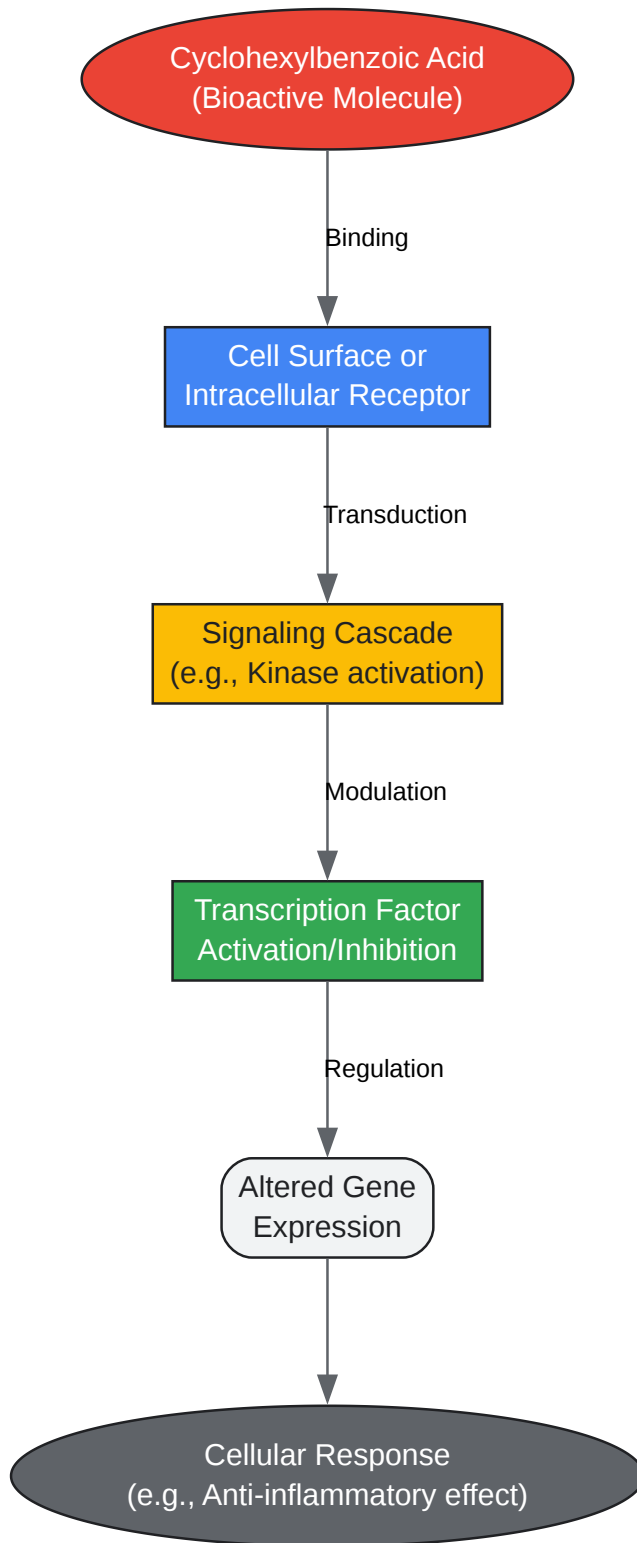 Cyclohexylbenzoic Acid
(Bioactive Molecule)
Binding
Cell Surface or
Intracellular Receptor
Transduction
Signaling Cascade
(e.g., Kinase activation)
Modulation
Transcription Factor
Activation/Inhibition
Regulation
Altered Gene
Expression
Cellular Response
(e.g., Anti-inflammatory effect)